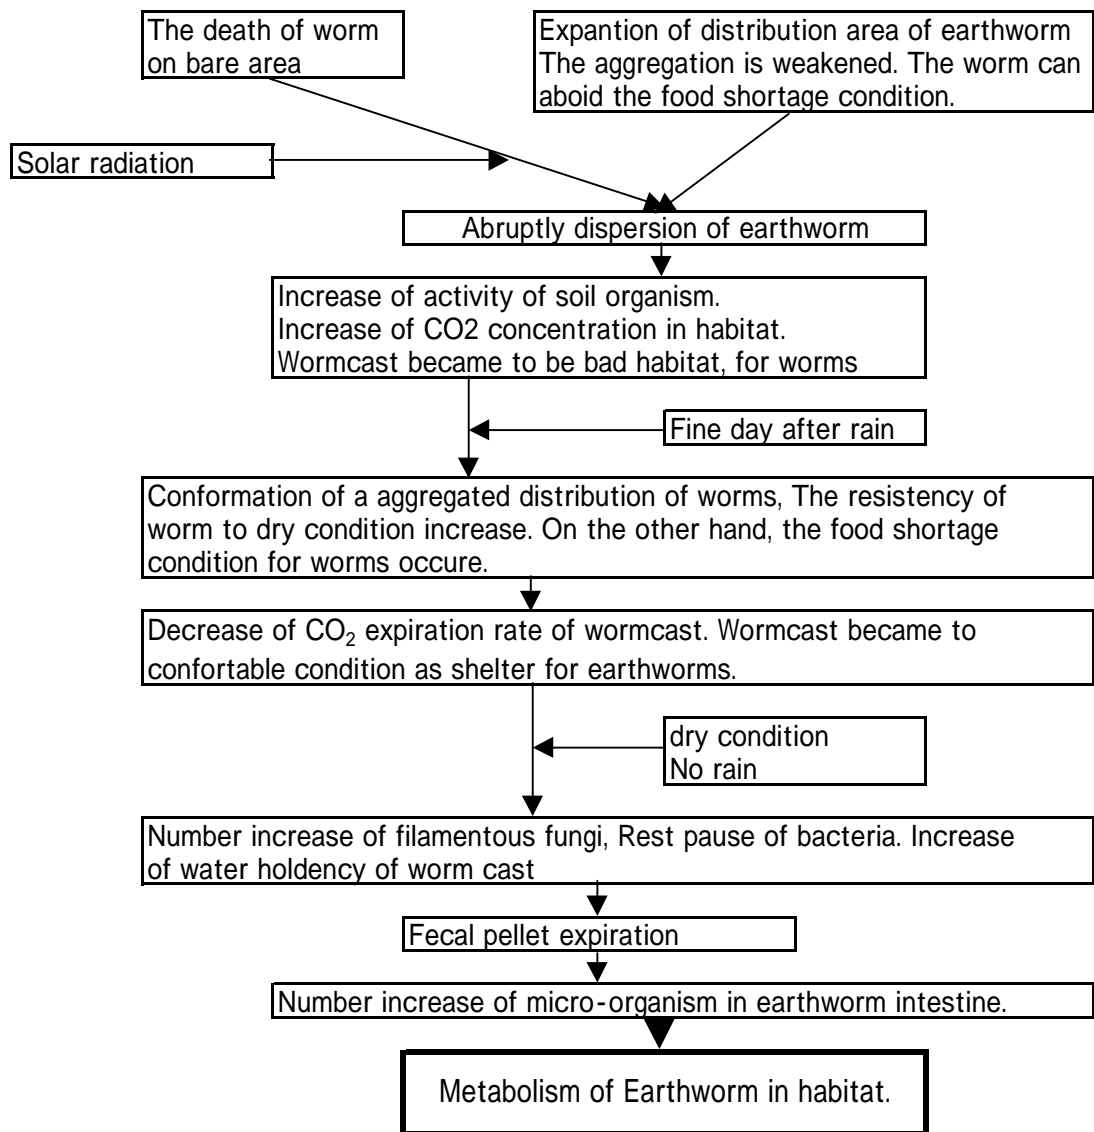 The death of worm
on bare area
Expantion of distribution area of earthworm
The aggregation is weakened. The worm can
aboid the food shortage condition.
Solar radiation
Abruptly dispersion of earthworm
Increase of activity of soil organism.
Increase of CO2 concentration in habitat.
Wormcast became to be bad habitat, for worms
Fine day after rain
Conformation of a aggregated distribution of worms, The resistency of
worm to dry condition increase. On the other hand, the food shortage
condition for worms occure.
Decrease of CO₂ expiration rate of wormcast. Wormcast became to
confortable condition as shelter for earthworms.
dry condition
No rain
Number increase of filamentous fungi, Rest pause of bacteria. Increase
of water holdency of worm cast
Fecal pellet expiration
Number increase of micro-organism in earthworm intestine.
Metabolism of Earthworm in habitat.